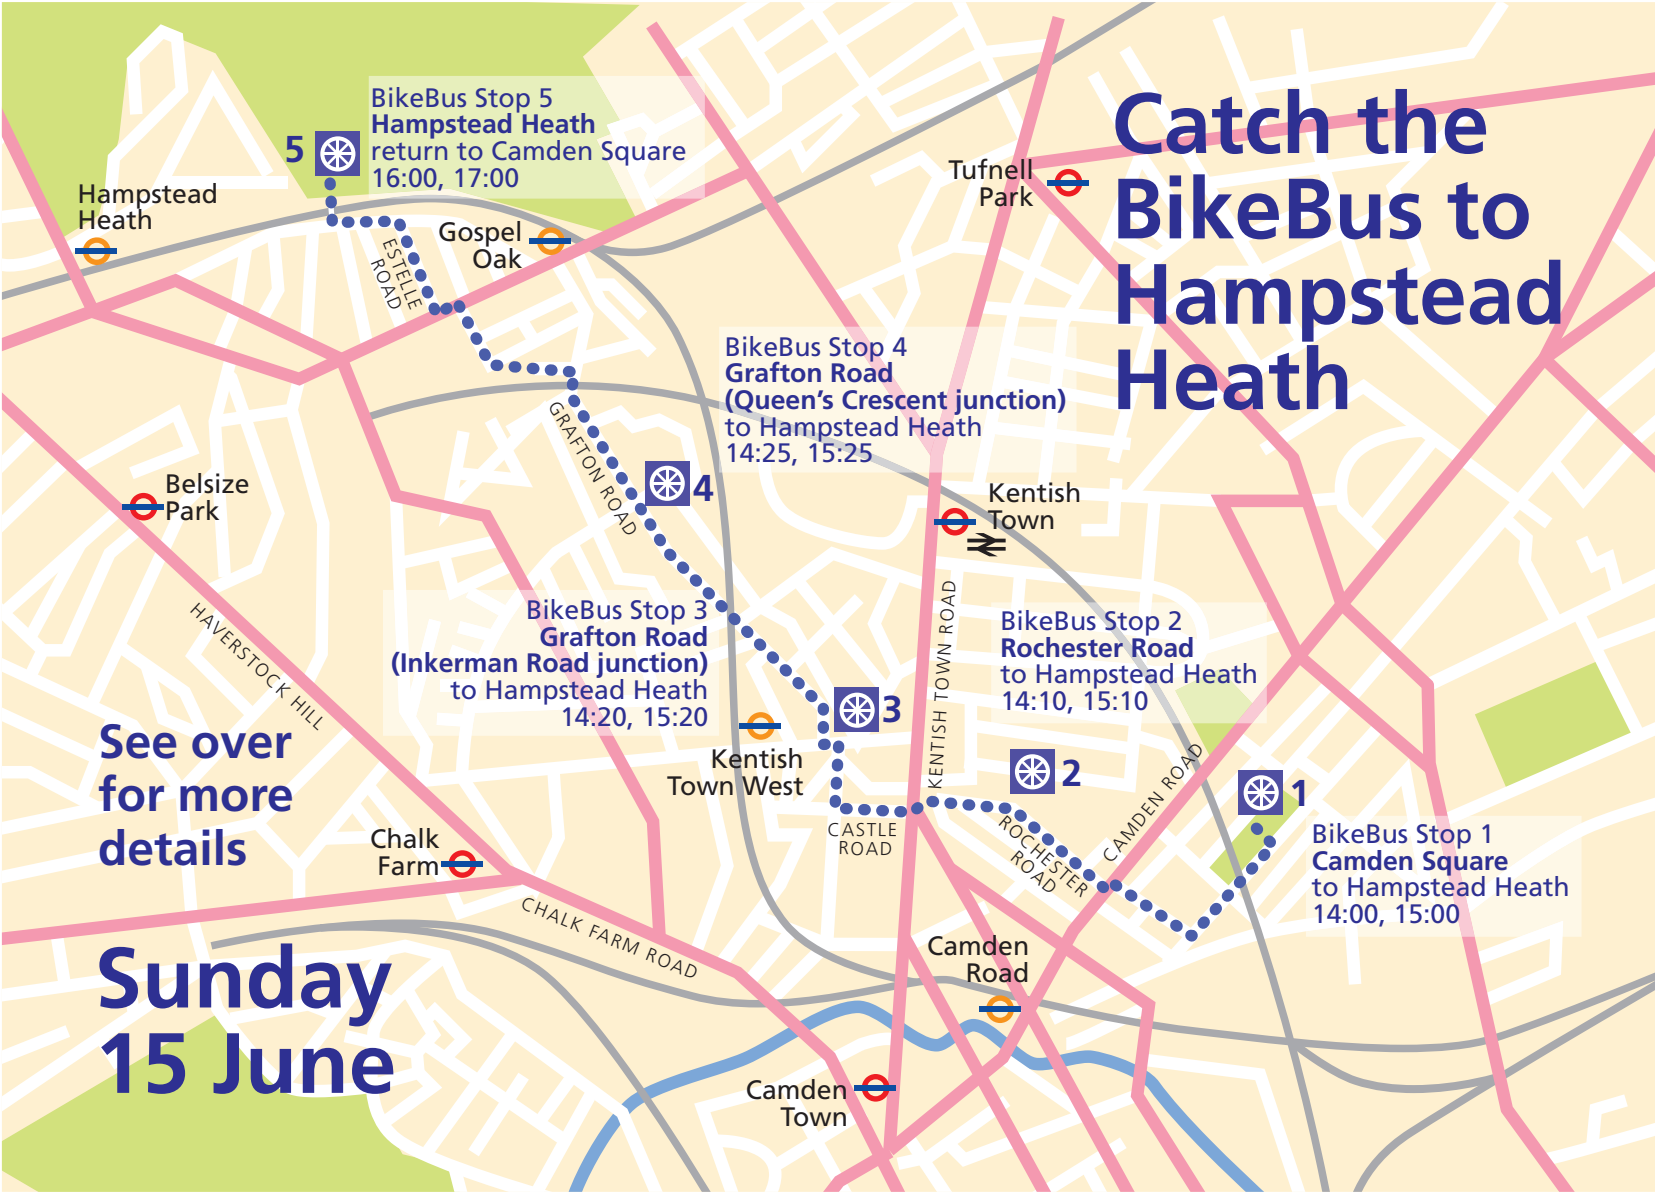 Catch the
BikeBus to
Hampstead
Heath
BikeBus Stop 5
Hampstead Heath
return to Camden Square
16:00, 17:00
5
Hampstead
Heath
Gospel
Oak
Tufnell
Park
ESTELLE
ROAD
BikeBus Stop 4
Grafton Road
(Queen's Crescent junction)
to Hampstead Heath
14:25, 15:25
GRAFTON ROAD
4
Belsize
Park
Kentish
Town
BikeBus Stop 3
Grafton Road
(Inkerman Road junction)
to Hampstead Heath
14:20, 15:20
3
HAVERSTOCK HILL
KENTISH TOWN ROAD
BikeBus Stop 2
Rochester Road
to Hampstead Heath
14:10, 15:10
2
Kentish
Town West
CAMDEN ROAD
1
See over
for more
details
Chalk
Farm
CASTLE
ROAD
ROCHESTER
ROAD
BikeBus Stop 1
Camden Square
to Hampstead Heath
14:00, 15:00
CHALK FARM ROAD
Camden
Road
Sunday
15 June
Camden
Town